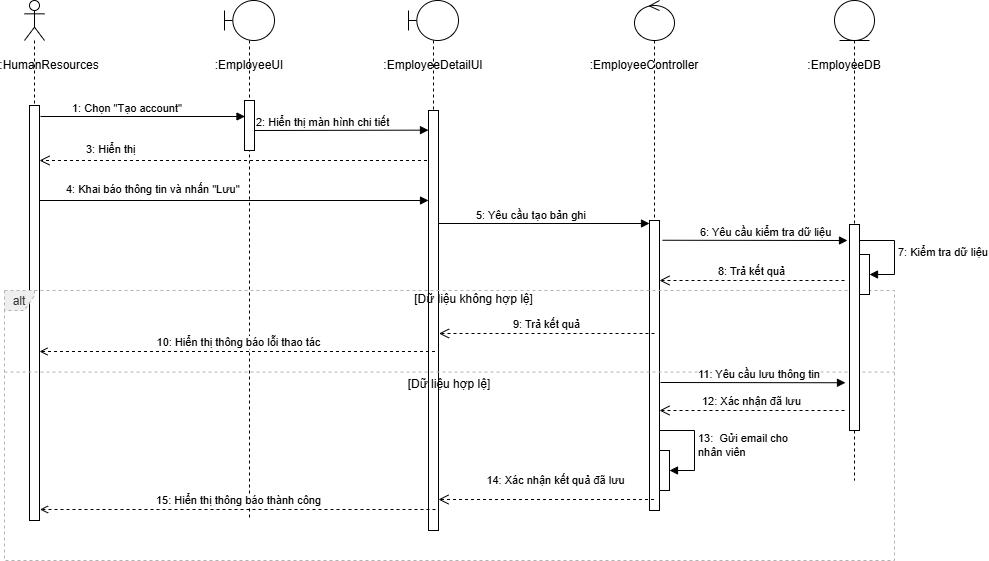 :HumanResources
:EmployeeUI
:EmployeeDetailUI
:EmployeeController
:EmployeeDB
1: Chọn "Tạo account"
2: Hiển thị màn hình chi tiết
3: Hiển thị
4: Khai báo thông tin và nhấn "Lưu"
5: Yêu cầu tạo bản ghi
6: Yêu cầu kiểm tra dữ liệu
7: Kiểm tra dữ liệu
8: Trả kết quả
alt
[Dữ liệu không hợp lệ]
9: Trả kết quả
10: Hiển thị thông báo lỗi thao tác
[Dữ liệu hợp lệ]
11: Yêu cầu lưu thông tin
12: Xác nhận đã lưu
13: Gửi email cho
nhân viên
14: Xác nhận kết quả đã lưu
15: Hiển thị thông báo thành công